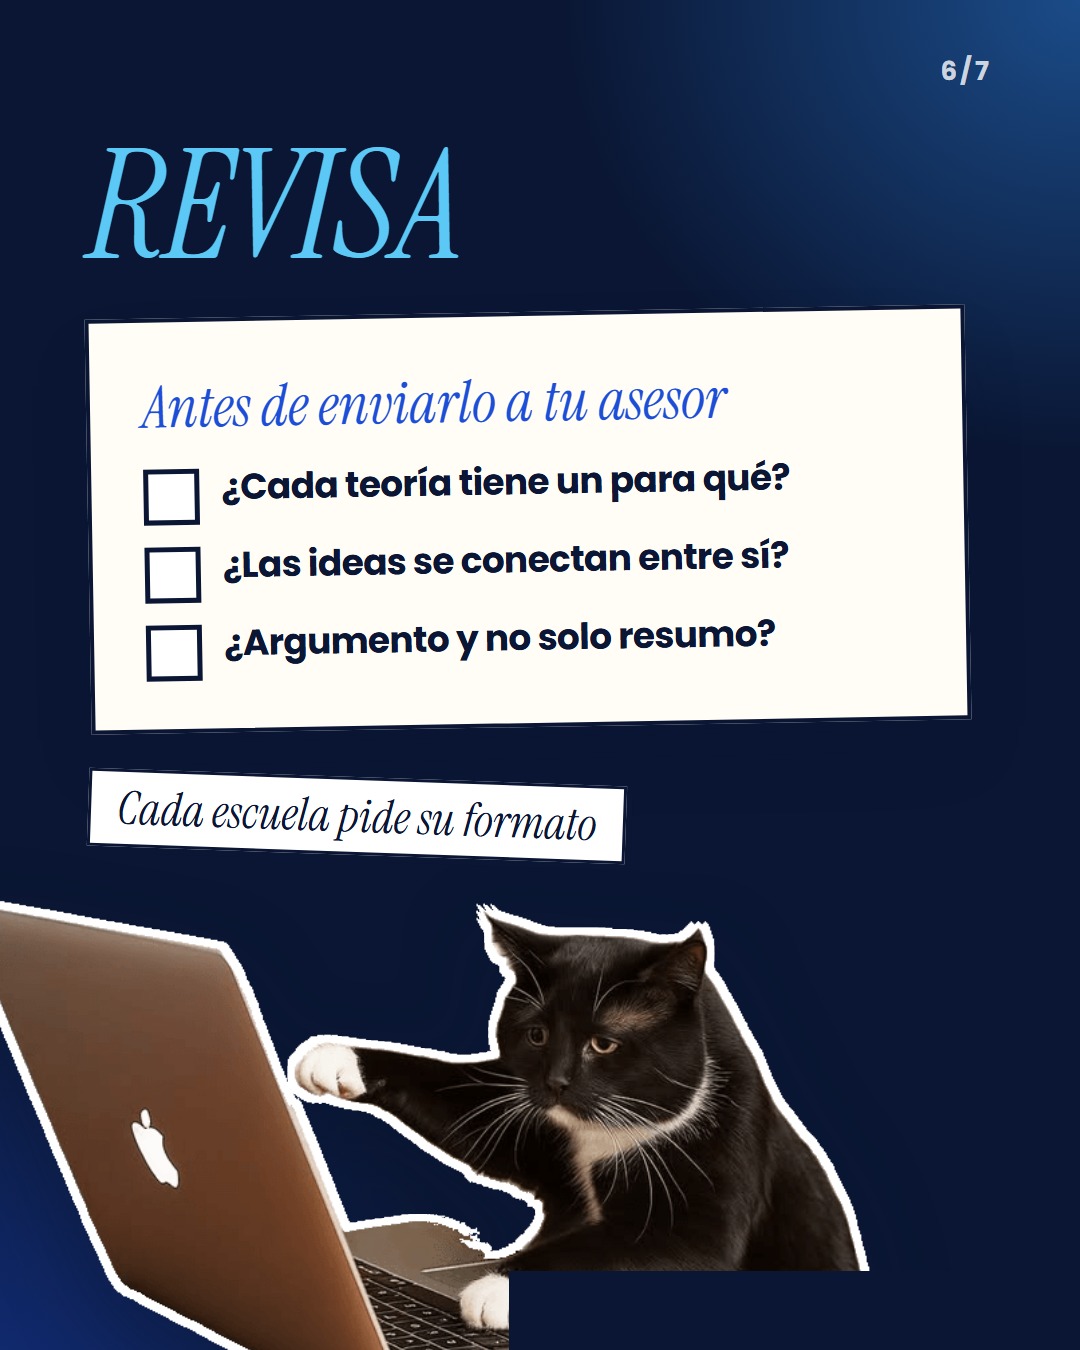 6/7
REVISA
Antes de enviarlo a tu asesor
¿Cada teoría tiene un para qué?
¿Las ideas se conectan entre sí?
¿Argumento y no solo resumo?
Cada escuela pide su formato